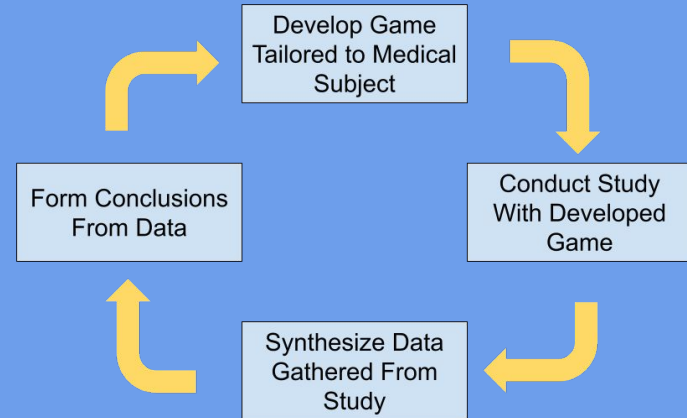 Develop Game
Tailored to Medical
Subject
Conduct Study
With Developed
Game
Synthesize Data
Gathered From
Study
Form Conclusions
From Data